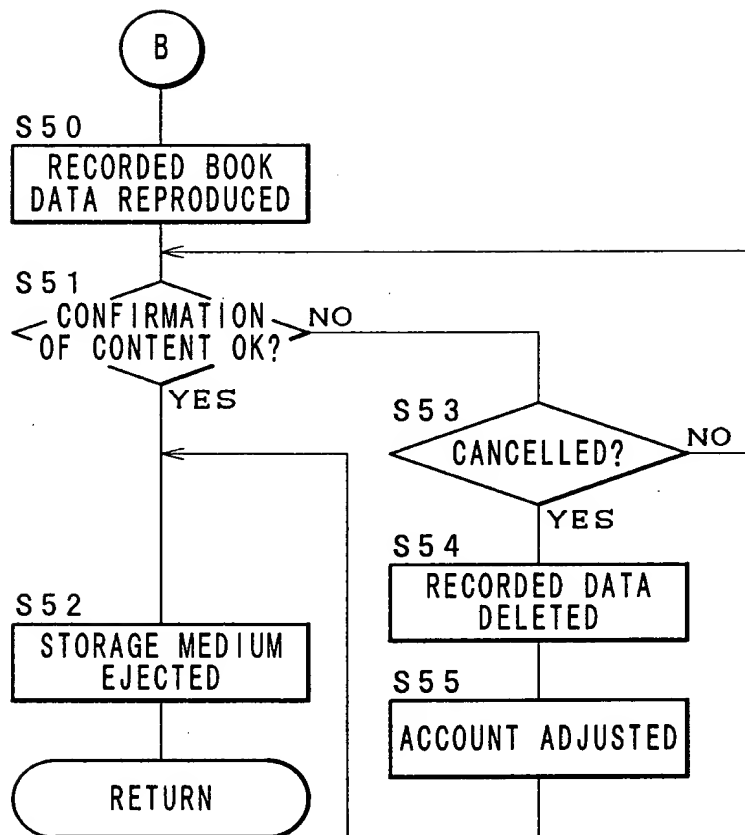 B
S50
RECORDED BOOK
DATA REPRODUCED
S51
CONFIRMATION
OF CONTENT OK?
NO
YES
S53
CANCELLED?
NO
YES
S54
RECORDED DATA
DELETED
S52
STORAGE MEDIUM
EJECTED
S55
ACCOUNT ADJUSTED
RETURN